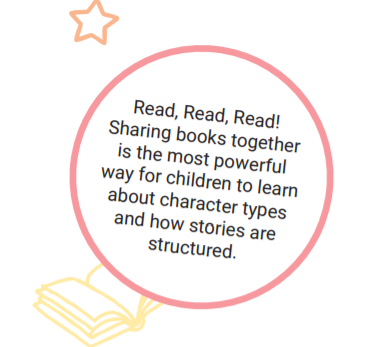 Read, Read, Read!
Sharing books together
is the most powerful
way for children to learn
about character types
and how stories are
structured.